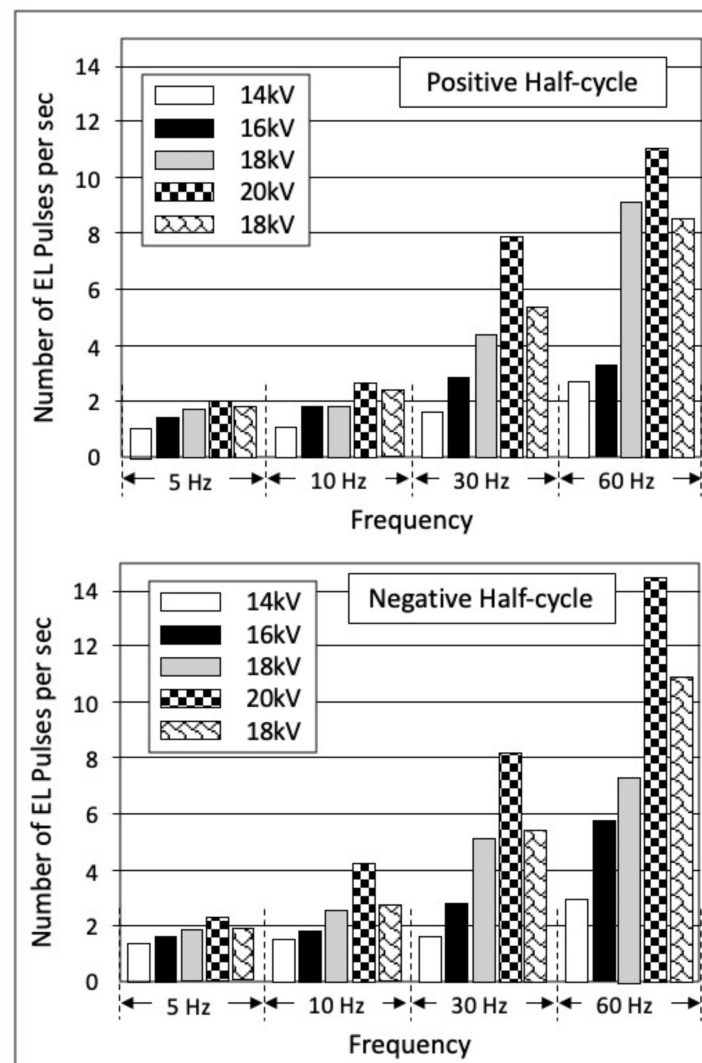 Positive Half-cycle
14kV
16kV
18kV
20kV
18kV
Number of EL Pulses per sec
14
12
10
8
6
4
2
0
5 Hz
10 Hz
30 Hz
60 Hz
Frequency
Negative Half-cycle
14kV
16kV
18kV
20kV
18kV
Number of EL Pulses per sec
14
12
10
8
6
4
2
0
5 Hz
10 Hz
30 Hz
60 Hz
Frequency